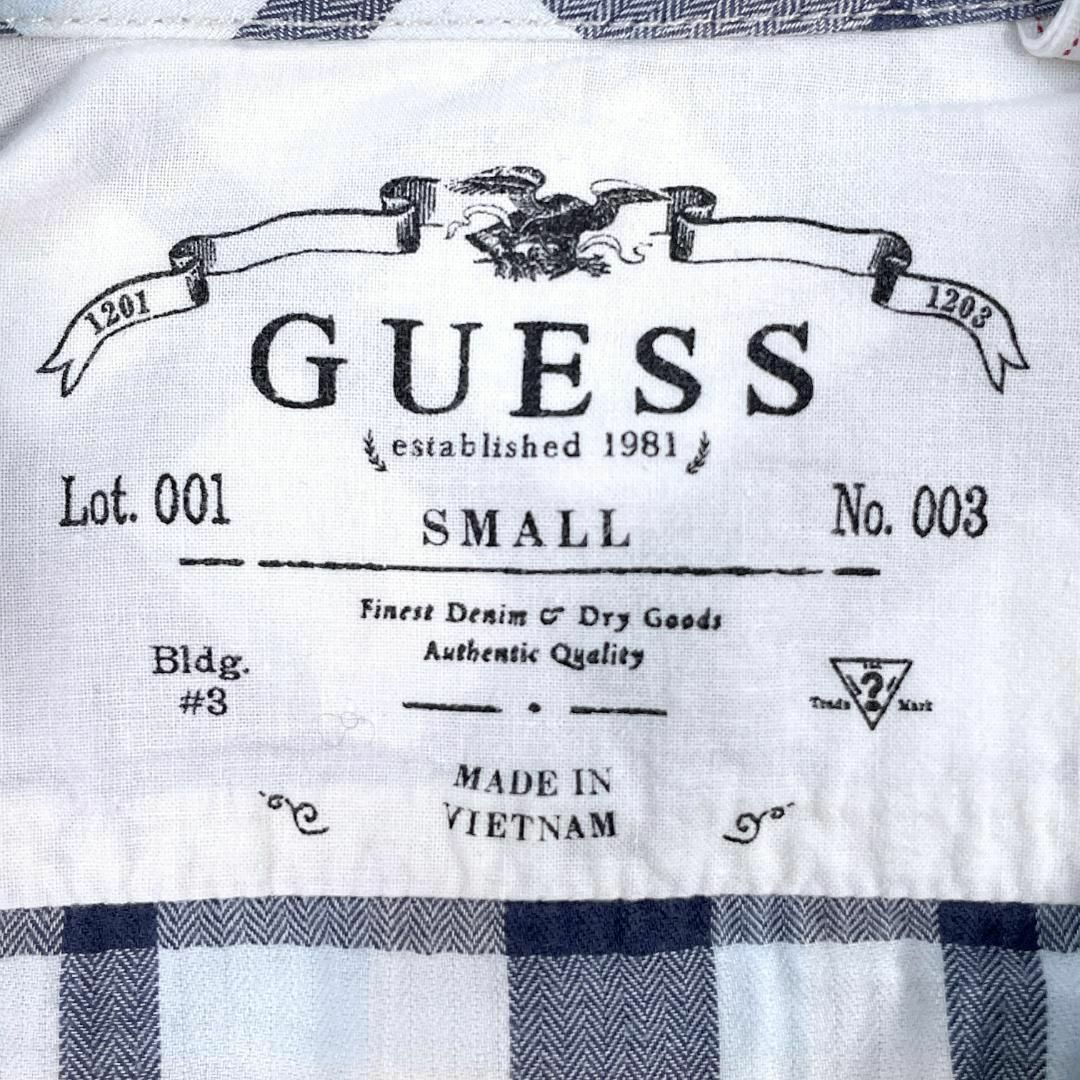 1201
1203
GUESS
established 1981
Lot. 001
SMALL
No. 003
Finest Denim & Dry Goods
Authentic Quality
Bldg.
#3
?
Trade Mark
MADE IN
VIETNAM